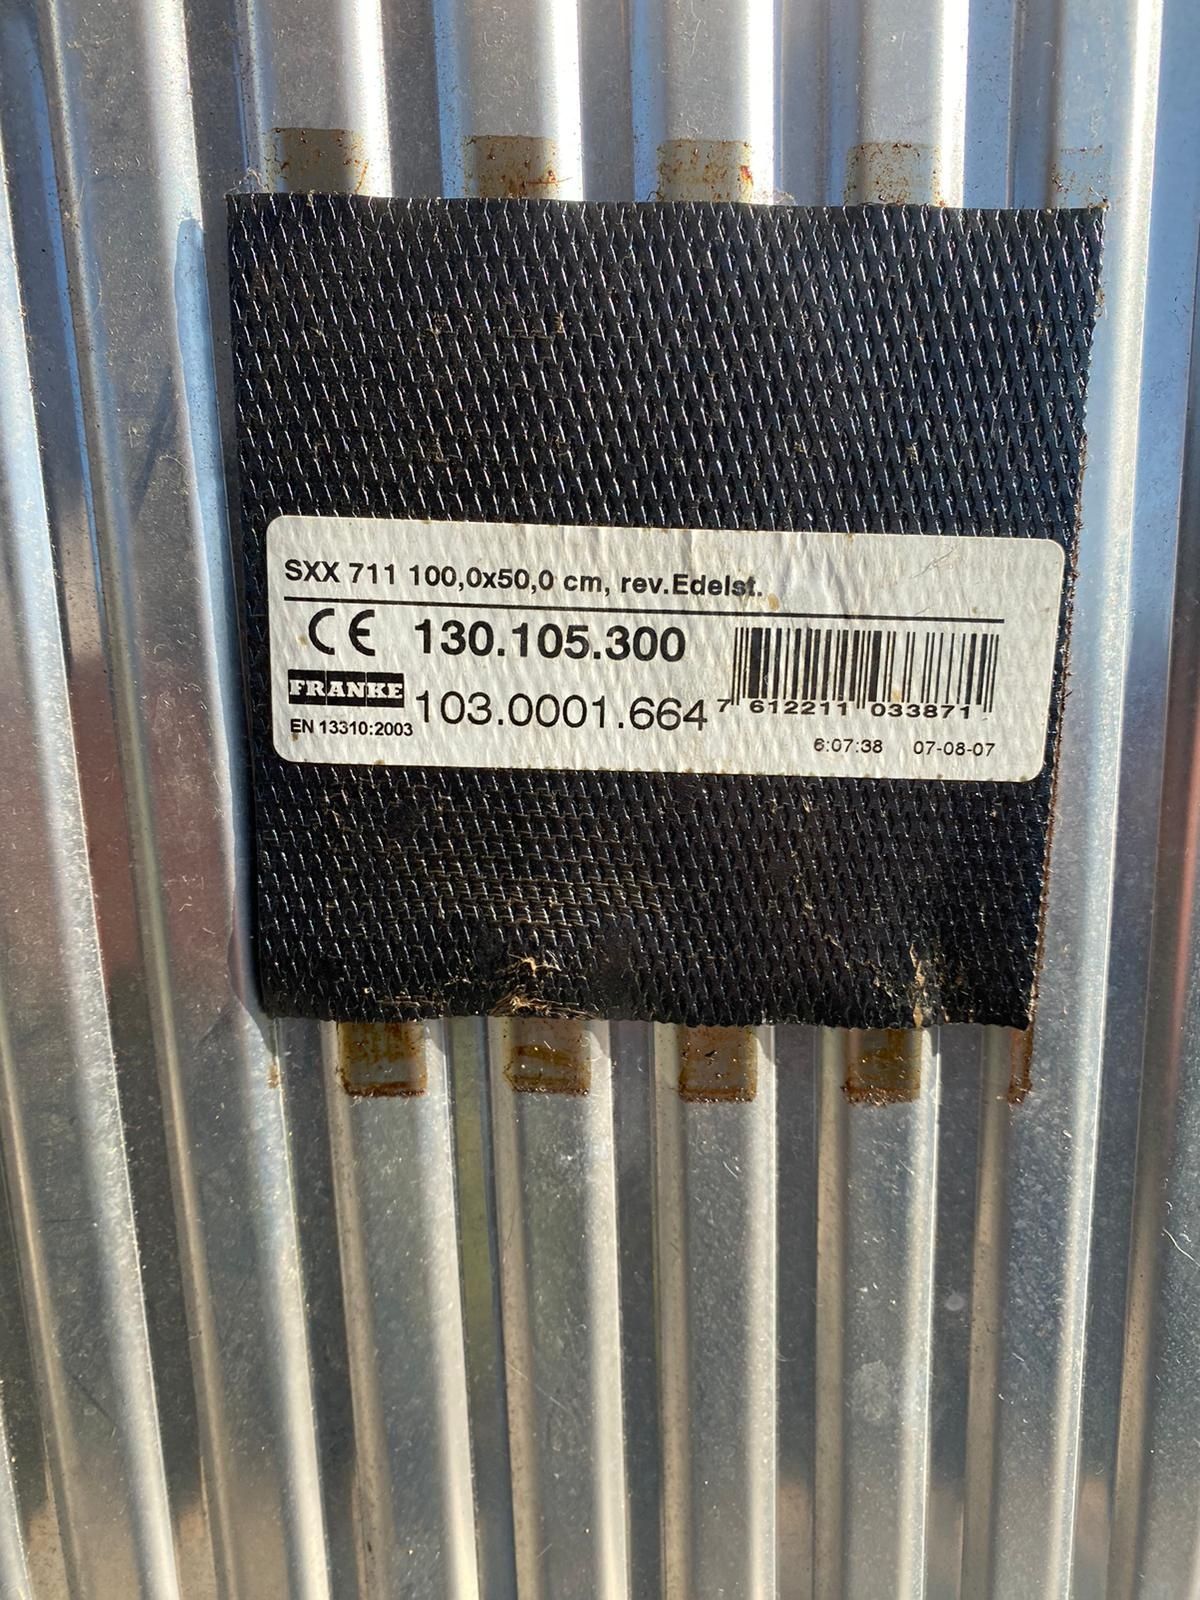 SXX 711 100,0x50,0 cm, rev.Edelst.
CE 130.105.300
FRANKE
103.0001.664
EN 13310:2003
7 612211 033871
6:07:38 07-08-07